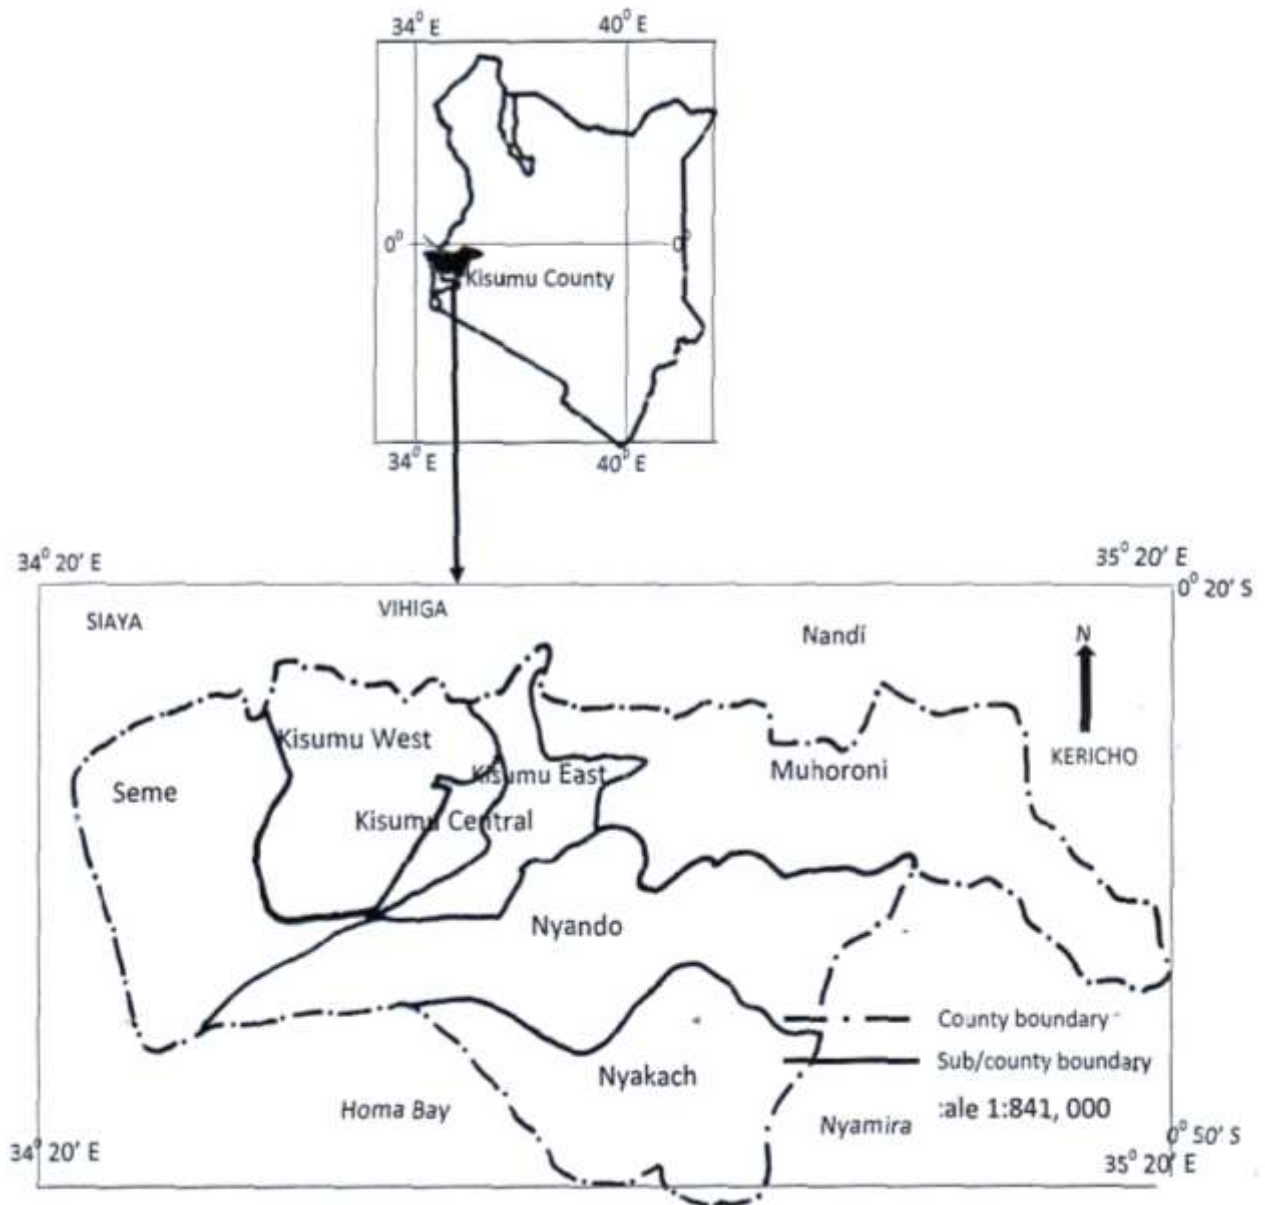 34⁰ E 40⁰ E
0⁰ 0⁰
Kisumu County
34⁰ E 40⁰ E
34⁰ 20' E 35⁰ 20' E
0⁰ 20' S
SIAYA VIHIGA Nandi N
KERICHO
Kisumu West
Seme Kisumu East Muhoroni
Kisumu Central
Nyando
County boundary
Sub/county boundary
Nyakach
:ale 1:841, 000
Homa Bay Nyamira
0⁰ 50' S
34⁰ 20' E 35⁰ 20' E